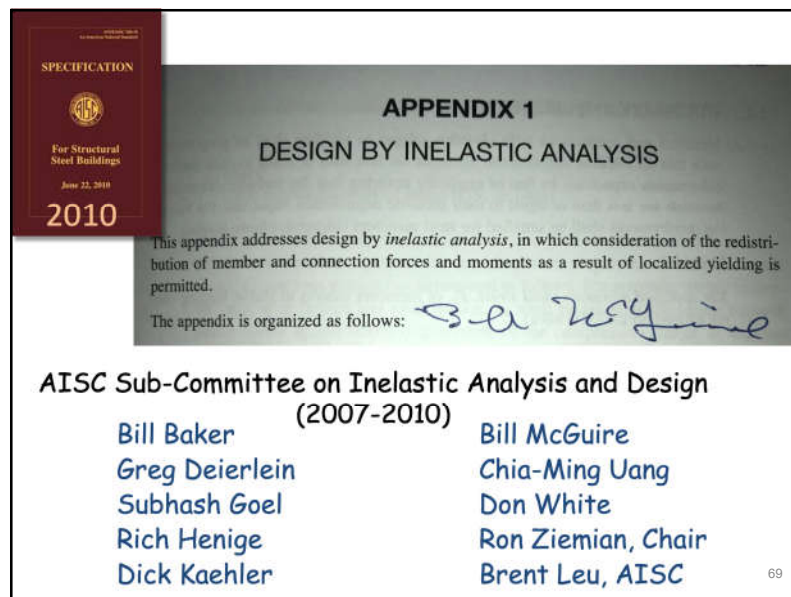 SPECIFICATION
AISC
For Structural
Steel Buildings
June 22, 2010
2010
APPENDIX 1
DESIGN BY INELASTIC ANALYSIS
This appendix addresses design by inelastic analysis, in which consideration of the redistri-
bution of member and connection forces and moments as a result of localized yielding is
permitted.
The appendix is organized as follows: Bill McGuire
AISC Sub-Committee on Inelastic Analysis and Design
(2007-2010)
Bill Baker
Greg Deierlein
Subhash Goel
Rich Henige
Dick Kaehler
Bill McGuire
Chia-Ming Uang
Don White
Ron Ziemian, Chair
Brent Leu, AISC
69